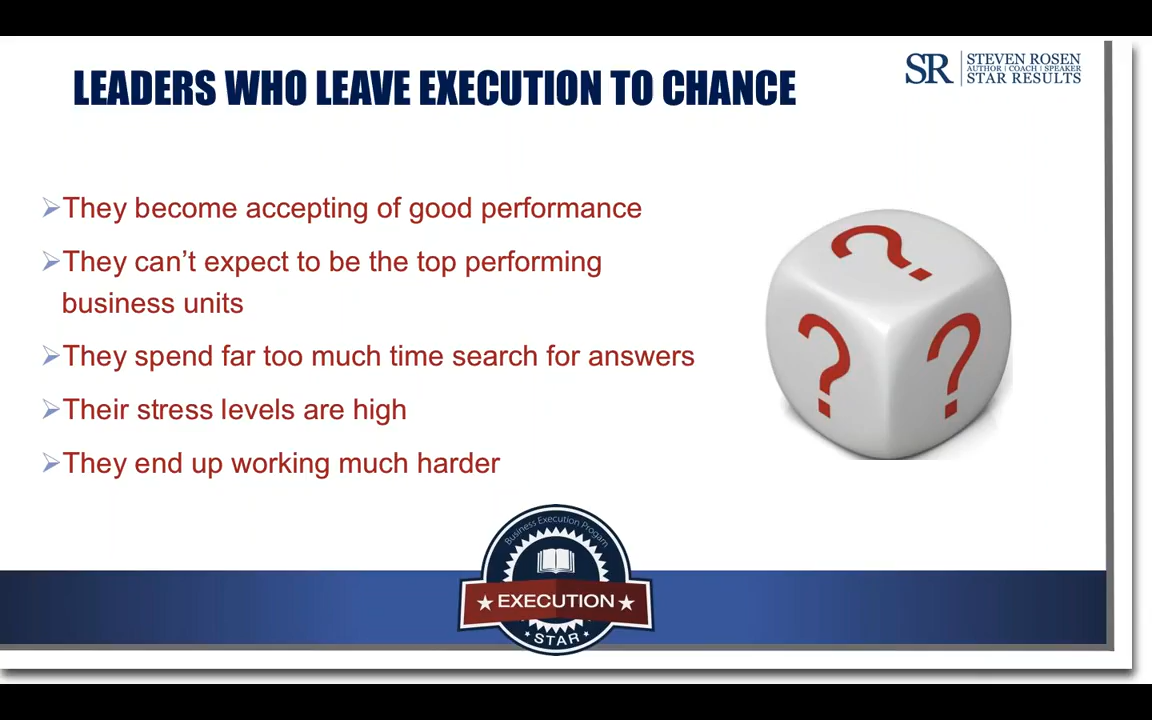 LEADERS WHO LEAVE EXECUTION TO CHANCE
SR
STEVEN ROSEN
AUTHOR | COACH | SPEAKER
STAR RESULTS
They become accepting of good performance
They can’t expect to be the top performing
business units
They spend far too much time search for answers
Their stress levels are high
They end up working much harder
? ? ?
Business Execution Progam
★ EXECUTION ★
★ STAR ★